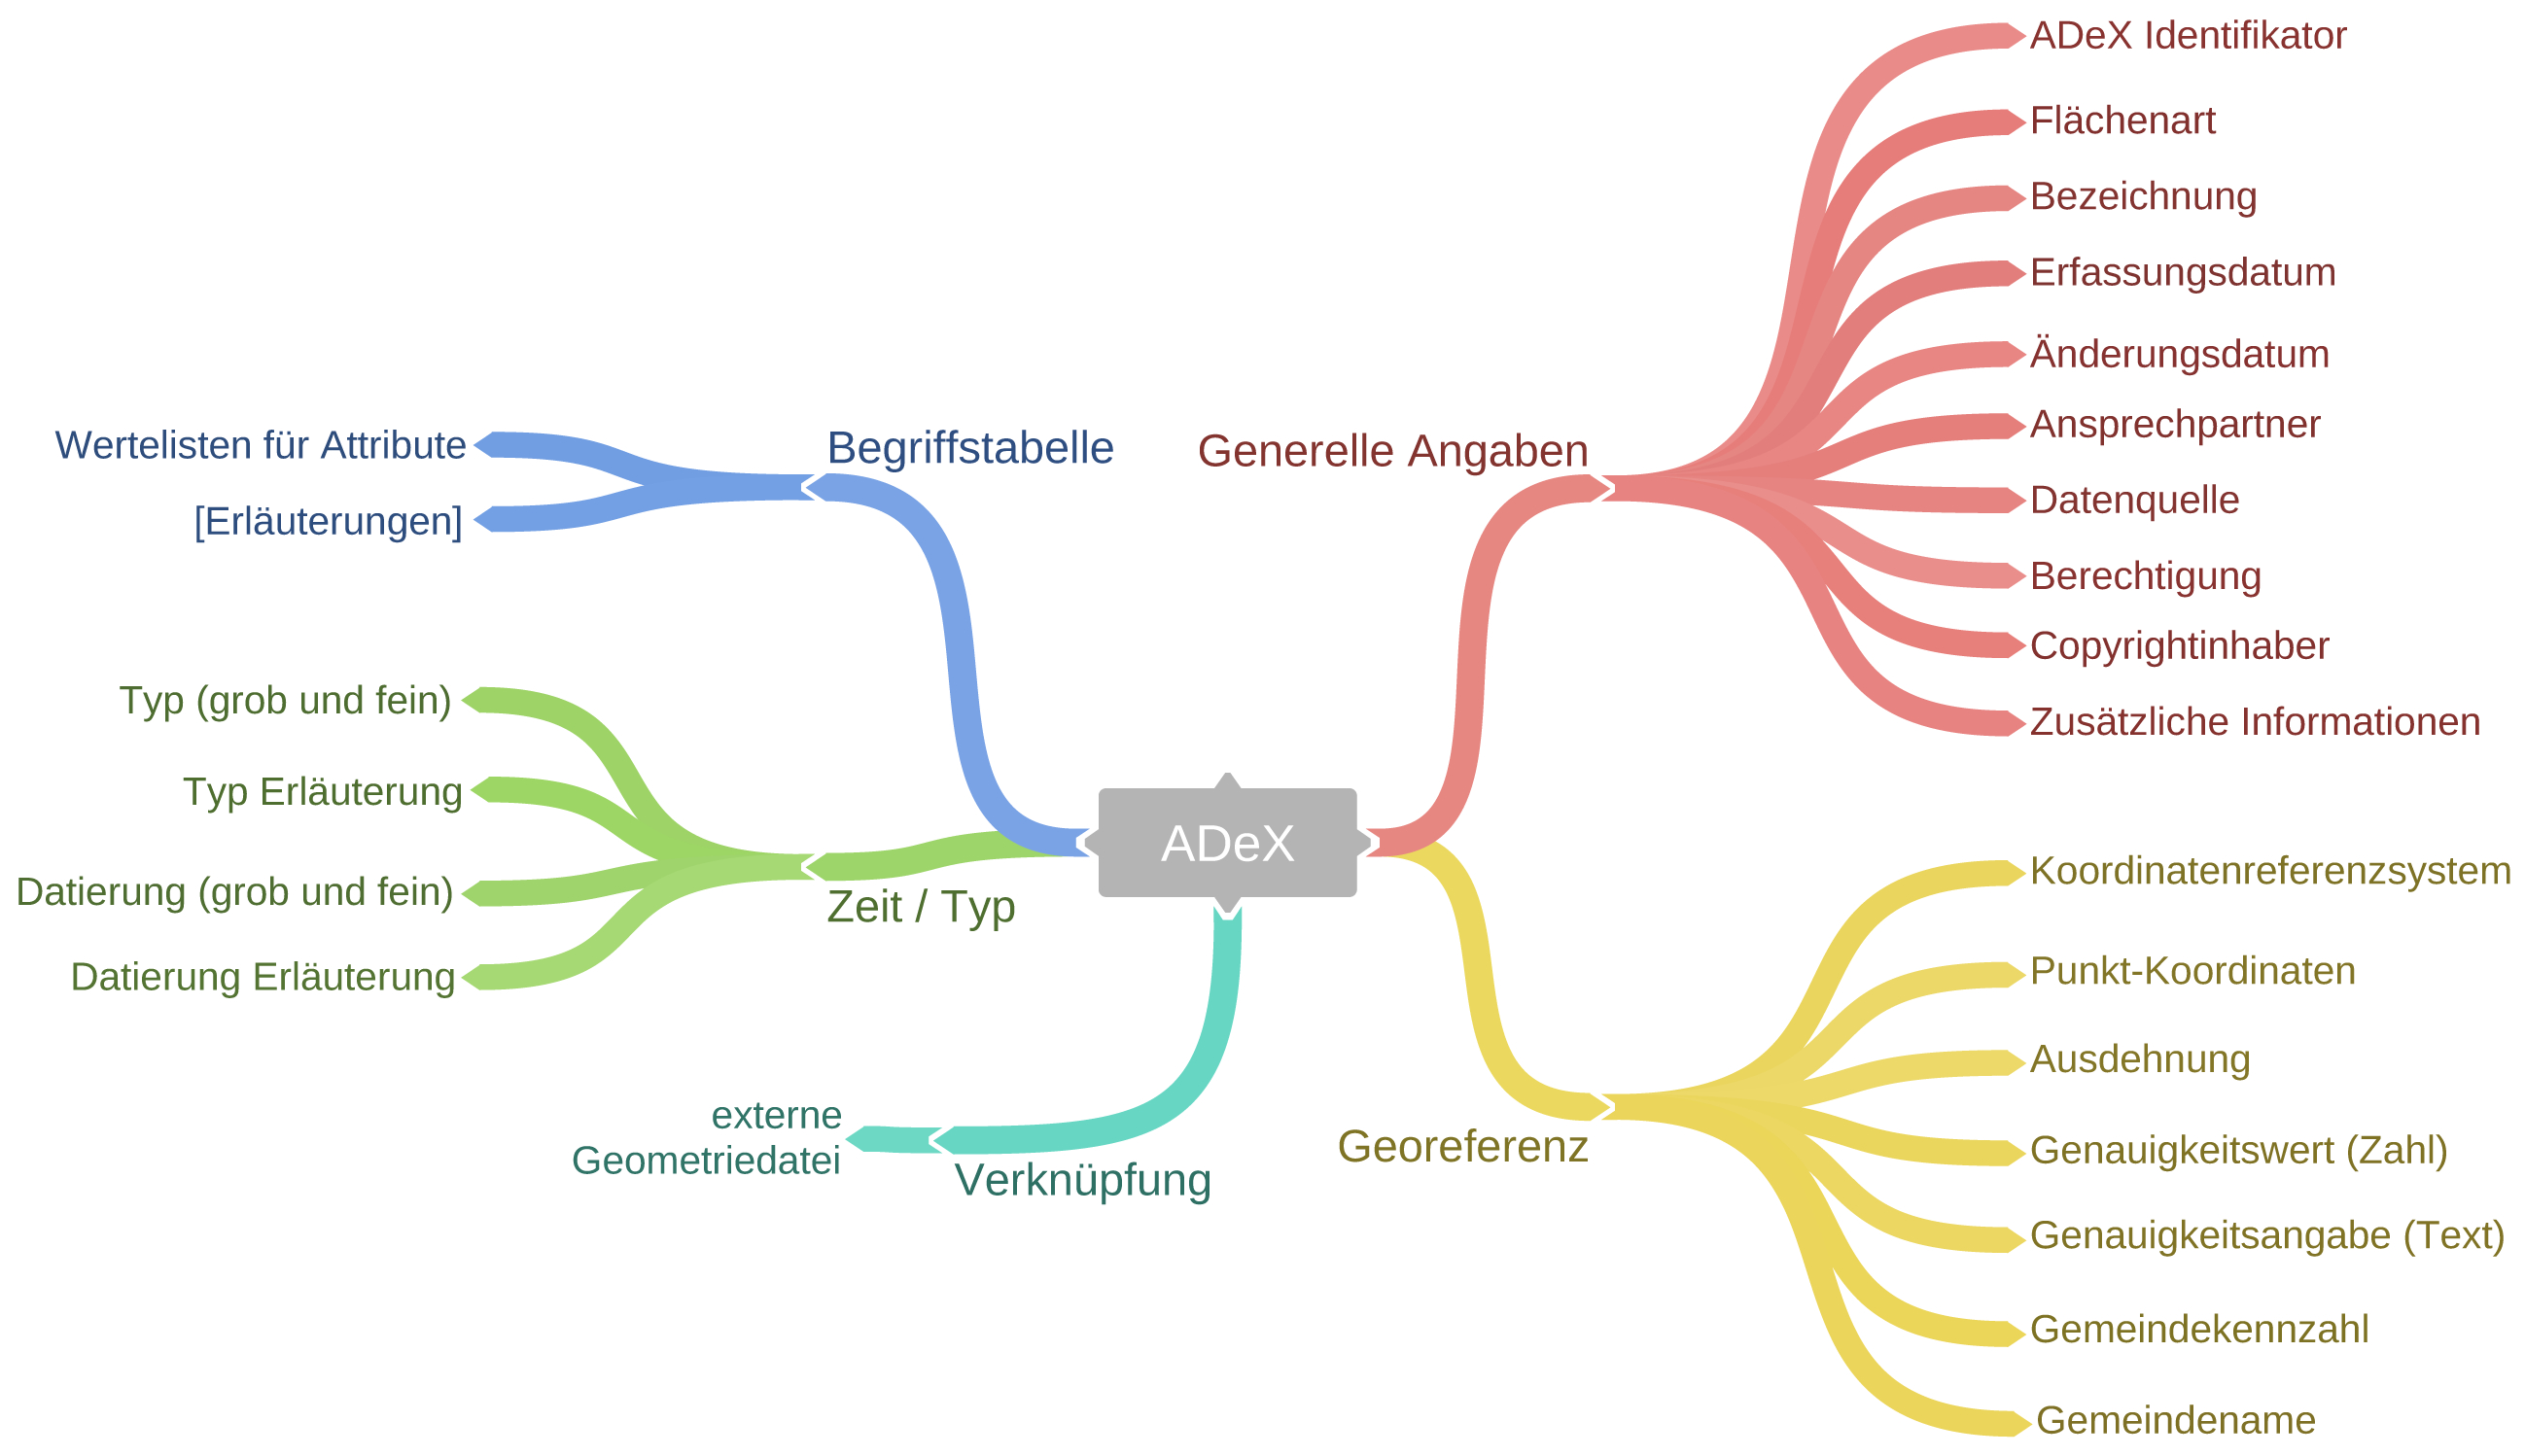 ADeX
Generelle Angaben
ADeX Identifikator
Flächenart
Bezeichnung
Erfassungsdatum
Änderungsdatum
Ansprechpartner
Datenquelle
Berechtigung
Copyrightinhaber
Zusätzliche Informationen
Georeferenz
Koordinatenreferenzsystem
Punkt-Koordinaten
Ausdehnung
Genauigkeitswert (Zahl)
Genauigkeitsangabe (Text)
Gemeindekennzahl
Gemeindename
Verknüpfung
externe
Geometriedatei
Zeit / Typ
Typ (grob und fein)
Typ Erläuterung
Datierung (grob und fein)
Datierung Erläuterung
Begriffstabelle
Wertelisten für Attribute
[Erläuterungen]